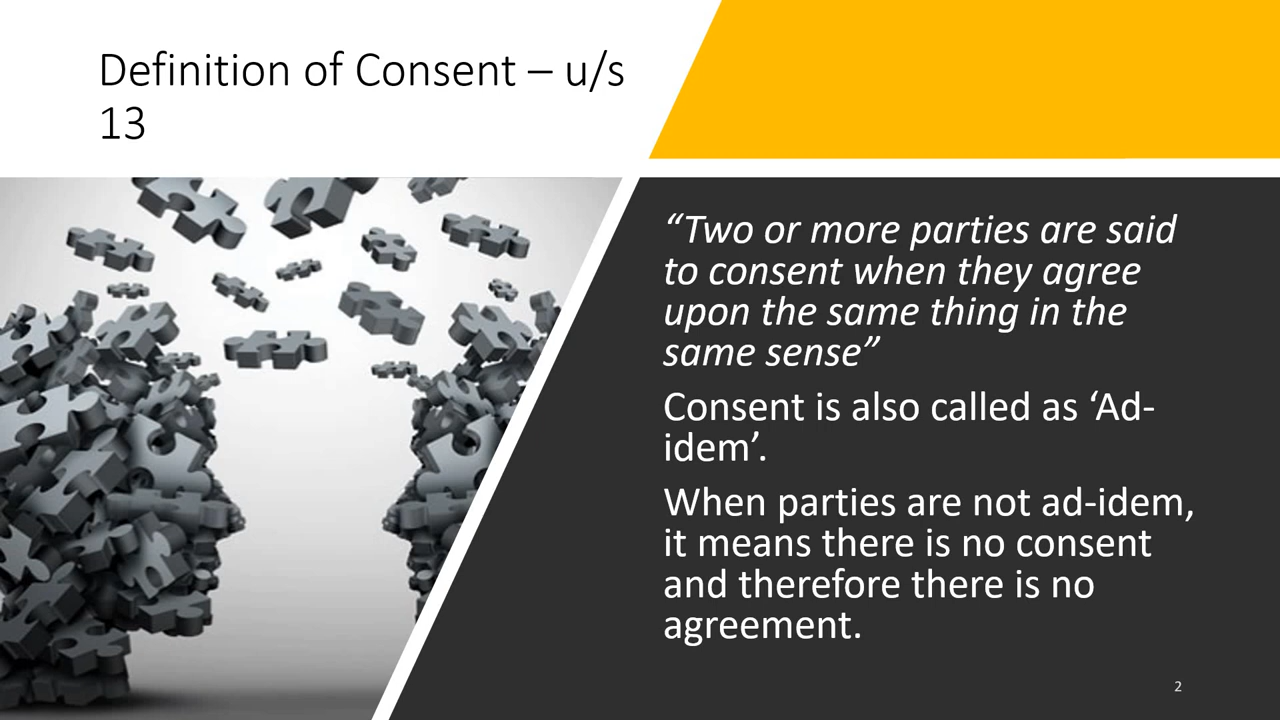 Definition of Consent – u/s
13
“Two or more parties are said
to consent when they agree
upon the same thing in the
same sense”
Consent is also called as ‘Ad-
idem’.
When parties are not ad-idem,
it means there is no consent
and therefore there is no
agreement.
2